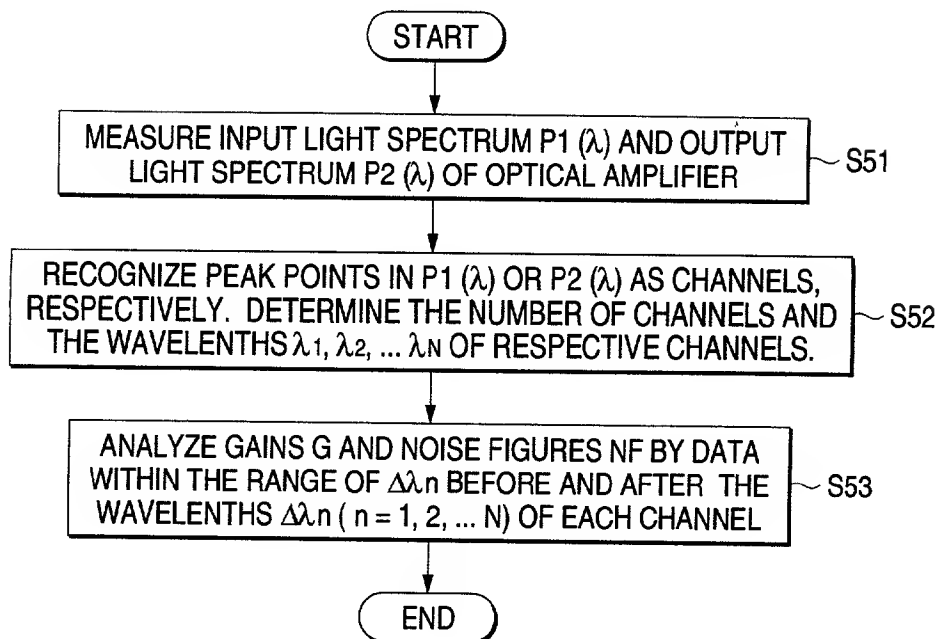 START
MEASURE INPUT LIGHT SPECTRUM P1 (λ) AND OUTPUT
LIGHT SPECTRUM P2 (λ) OF OPTICAL AMPLIFIER
S51
RECOGNIZE PEAK POINTS IN P1 (λ) OR P2 (λ) AS CHANNELS,
RESPECTIVELY. DETERMINE THE NUMBER OF CHANNELS AND
THE WAVELENTHS λ1, λ2, ... λN OF RESPECTIVE CHANNELS.
S52
ANALYZE GAINS G AND NOISE FIGURES NF BY DATA
WITHIN THE RANGE OF Δλn BEFORE AND AFTER THE
WAVELENTHS Δλn ( n = 1, 2, ... N) OF EACH CHANNEL
S53
END